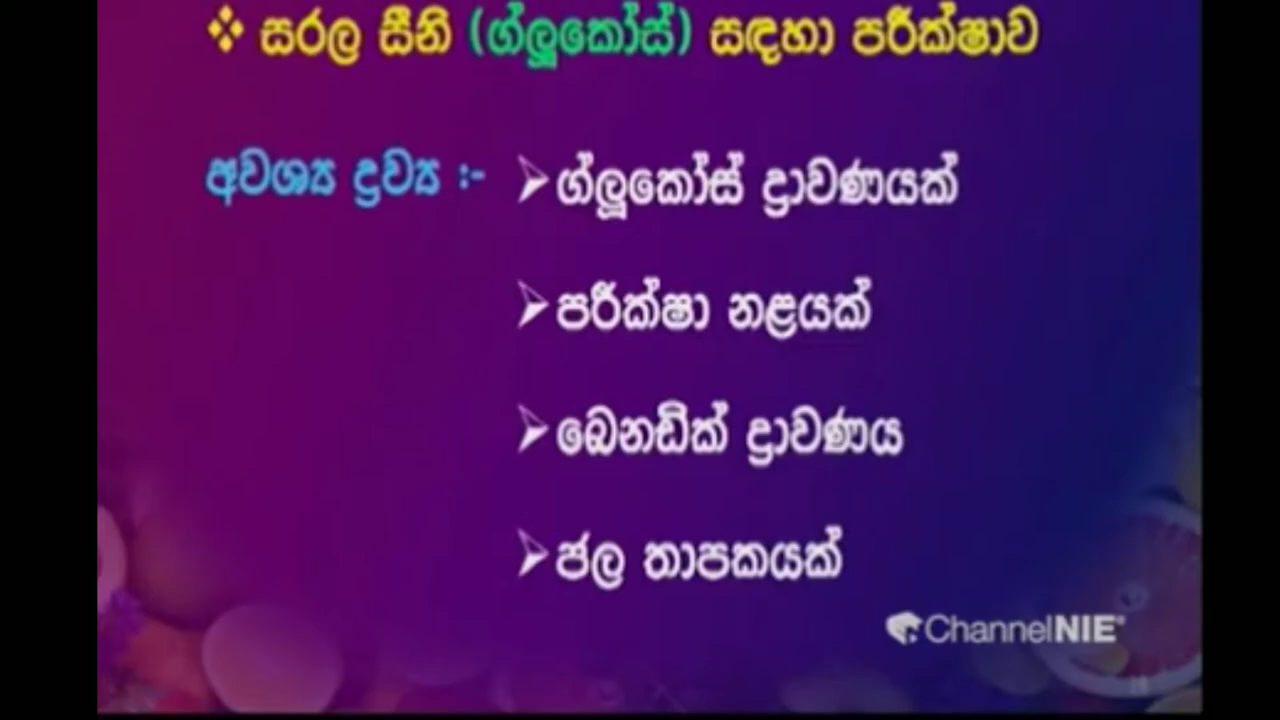 ❖ සරල සීනි (ග්ලූකෝස්) සඳහා පරීක්ෂාව
අවශ්‍ය ද්‍රව්‍ය :- ➢ග්ලූකෝස් ද්‍රාවණයක්
➢පරීක්ෂා නළයක්
➢බෙනඩික් ද්‍රාවණය
➢ජල තාපකයක්
ChannelNIE